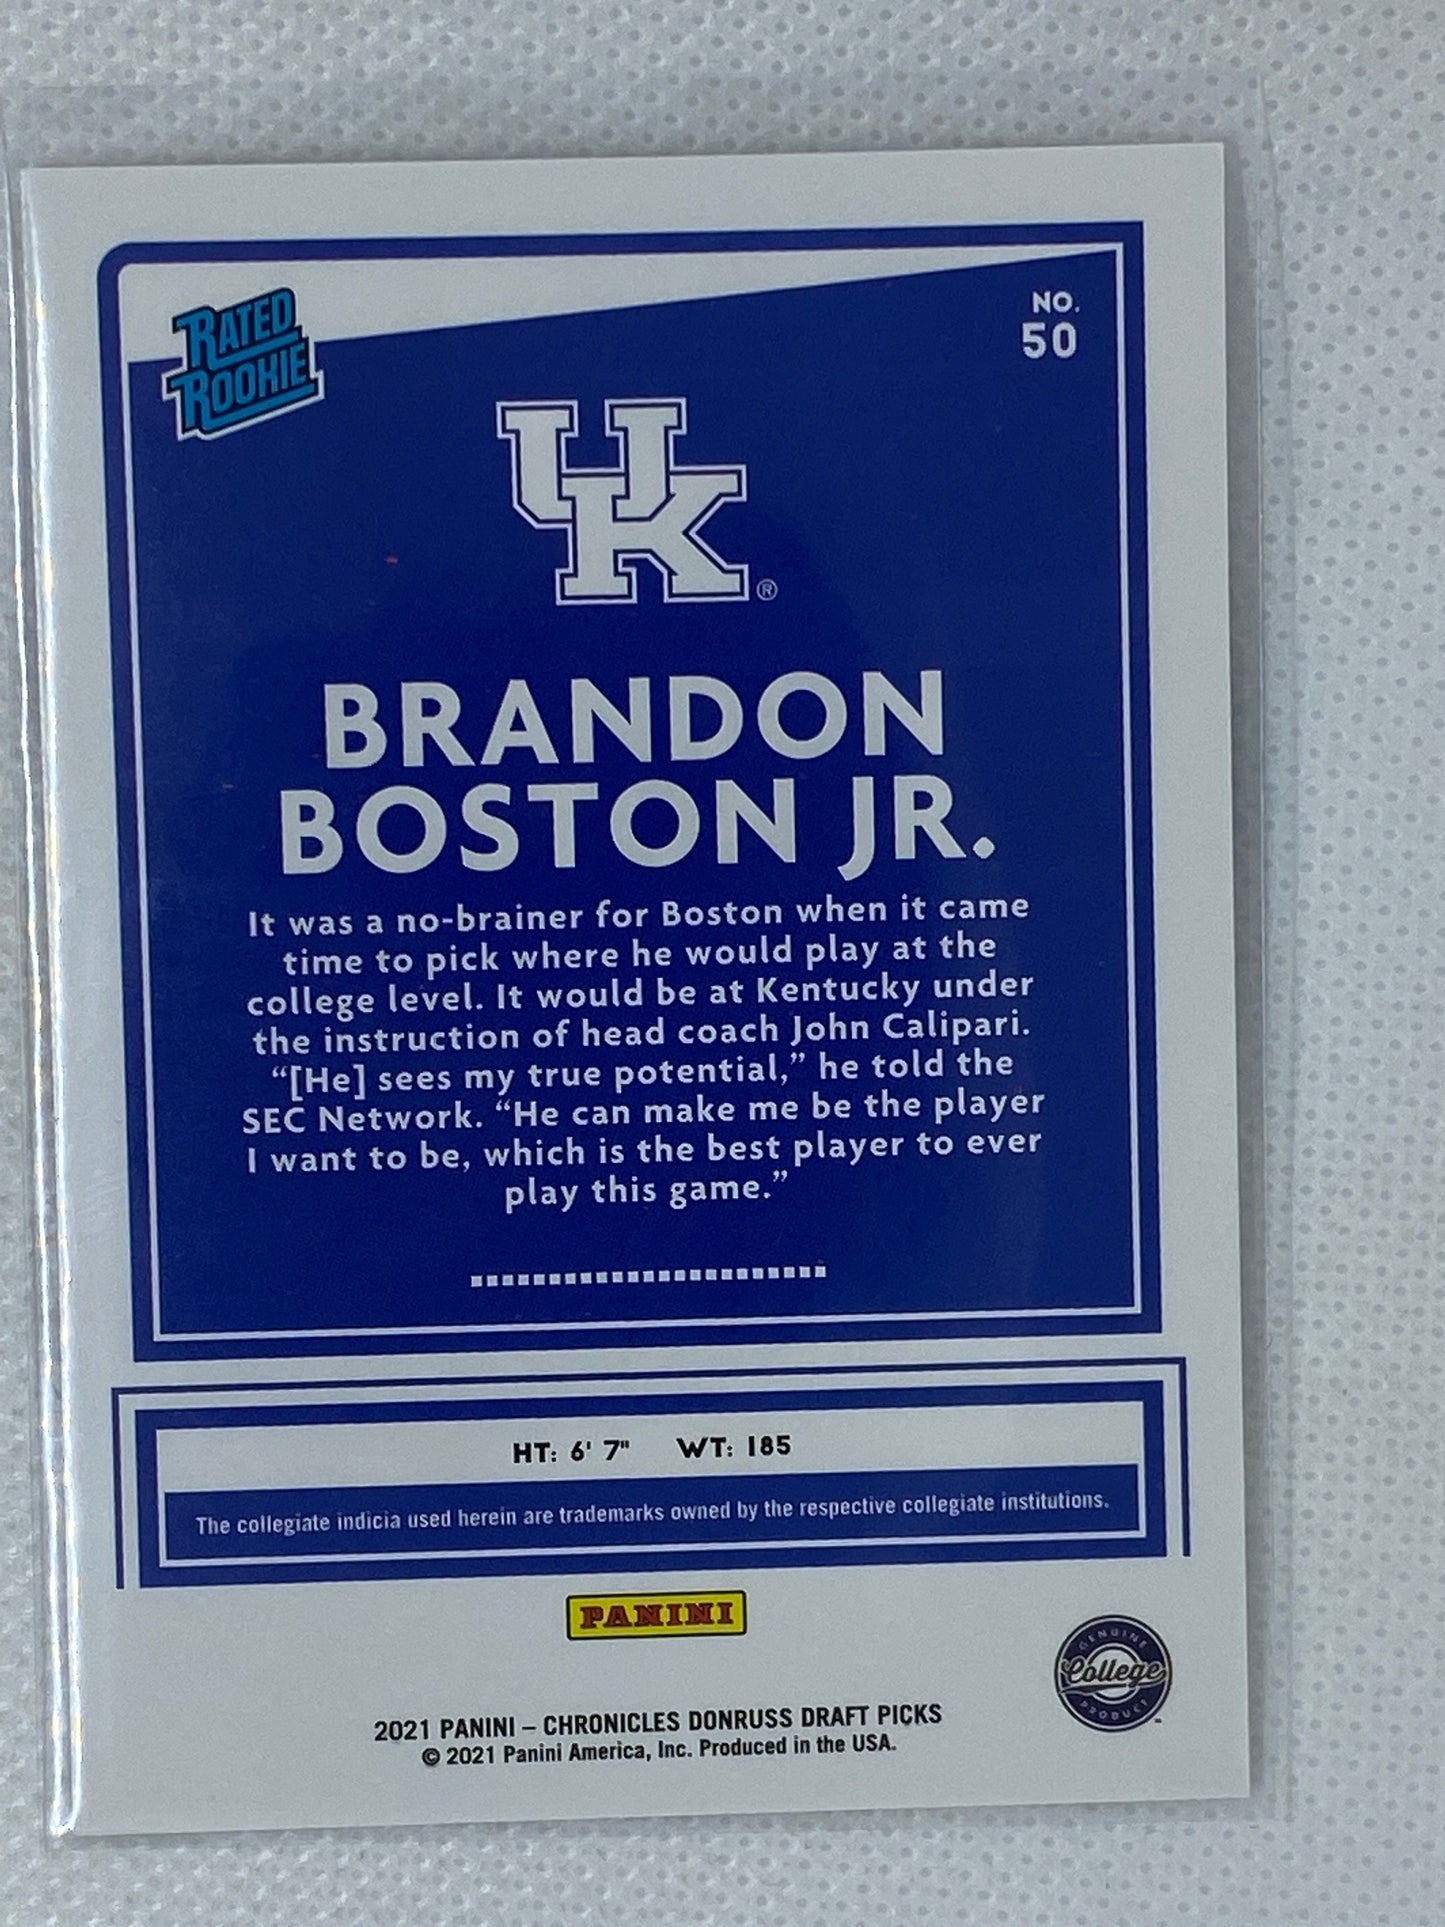 RATED
ROOKIE
NO.
50
UK
®
BRANDON
BOSTON JR.
It was a no-brainer for Boston when it came
time to pick where he would play at the
college level. It would be at Kentucky under
the instruction of head coach John Calipari.
“[He] sees my true potential,” he told the
SEC Network. “He can make me be the player
I want to be, which is the best player to ever
play this game.”
HT: 6' 7" WT: 185
The collegiate indicia used herein are trademarks owned by the respective collegiate institutions.
PANINI
GENUINE
College
PRODUCT
™
2021 PANINI – CHRONICLES DONRUSS DRAFT PICKS
© 2021 Panini America, Inc. Produced in the USA.